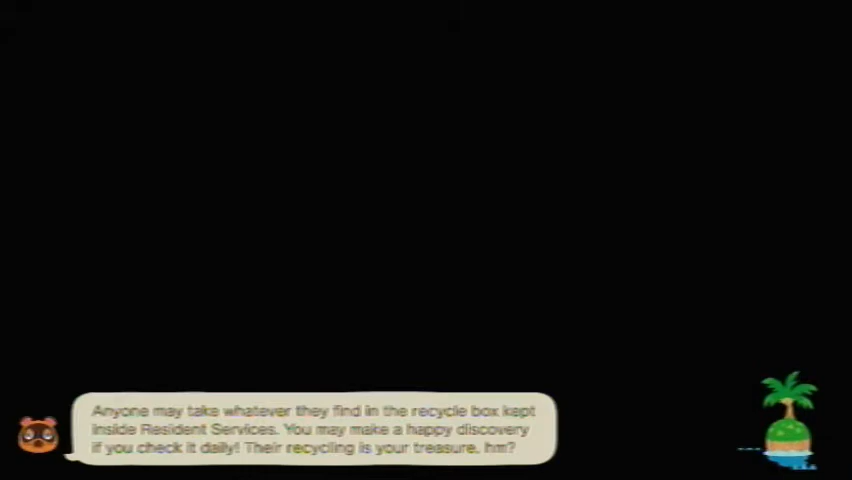 Anyone may take whatever they find in the recycle box kept
inside Resident Services. You may make a happy discovery
if you check it daily! Their recycling is your treasure, hm?